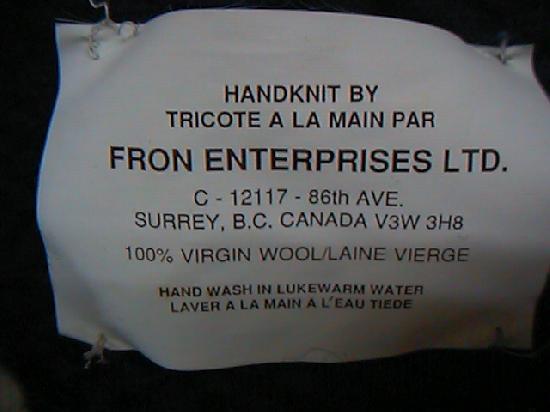 HANDKNIT BY
TRICOTE A LA MAIN PAR
FRON ENTERPRISES LTD.
C - 12117 - 86th AVE.
SURREY, B.C. CANADA V3W 3H8
100% VIRGIN WOOL/LAINE VIERGE
HAND WASH IN LUKEWARM WATER
LAVER A LA MAIN A L'EAU TIEDE